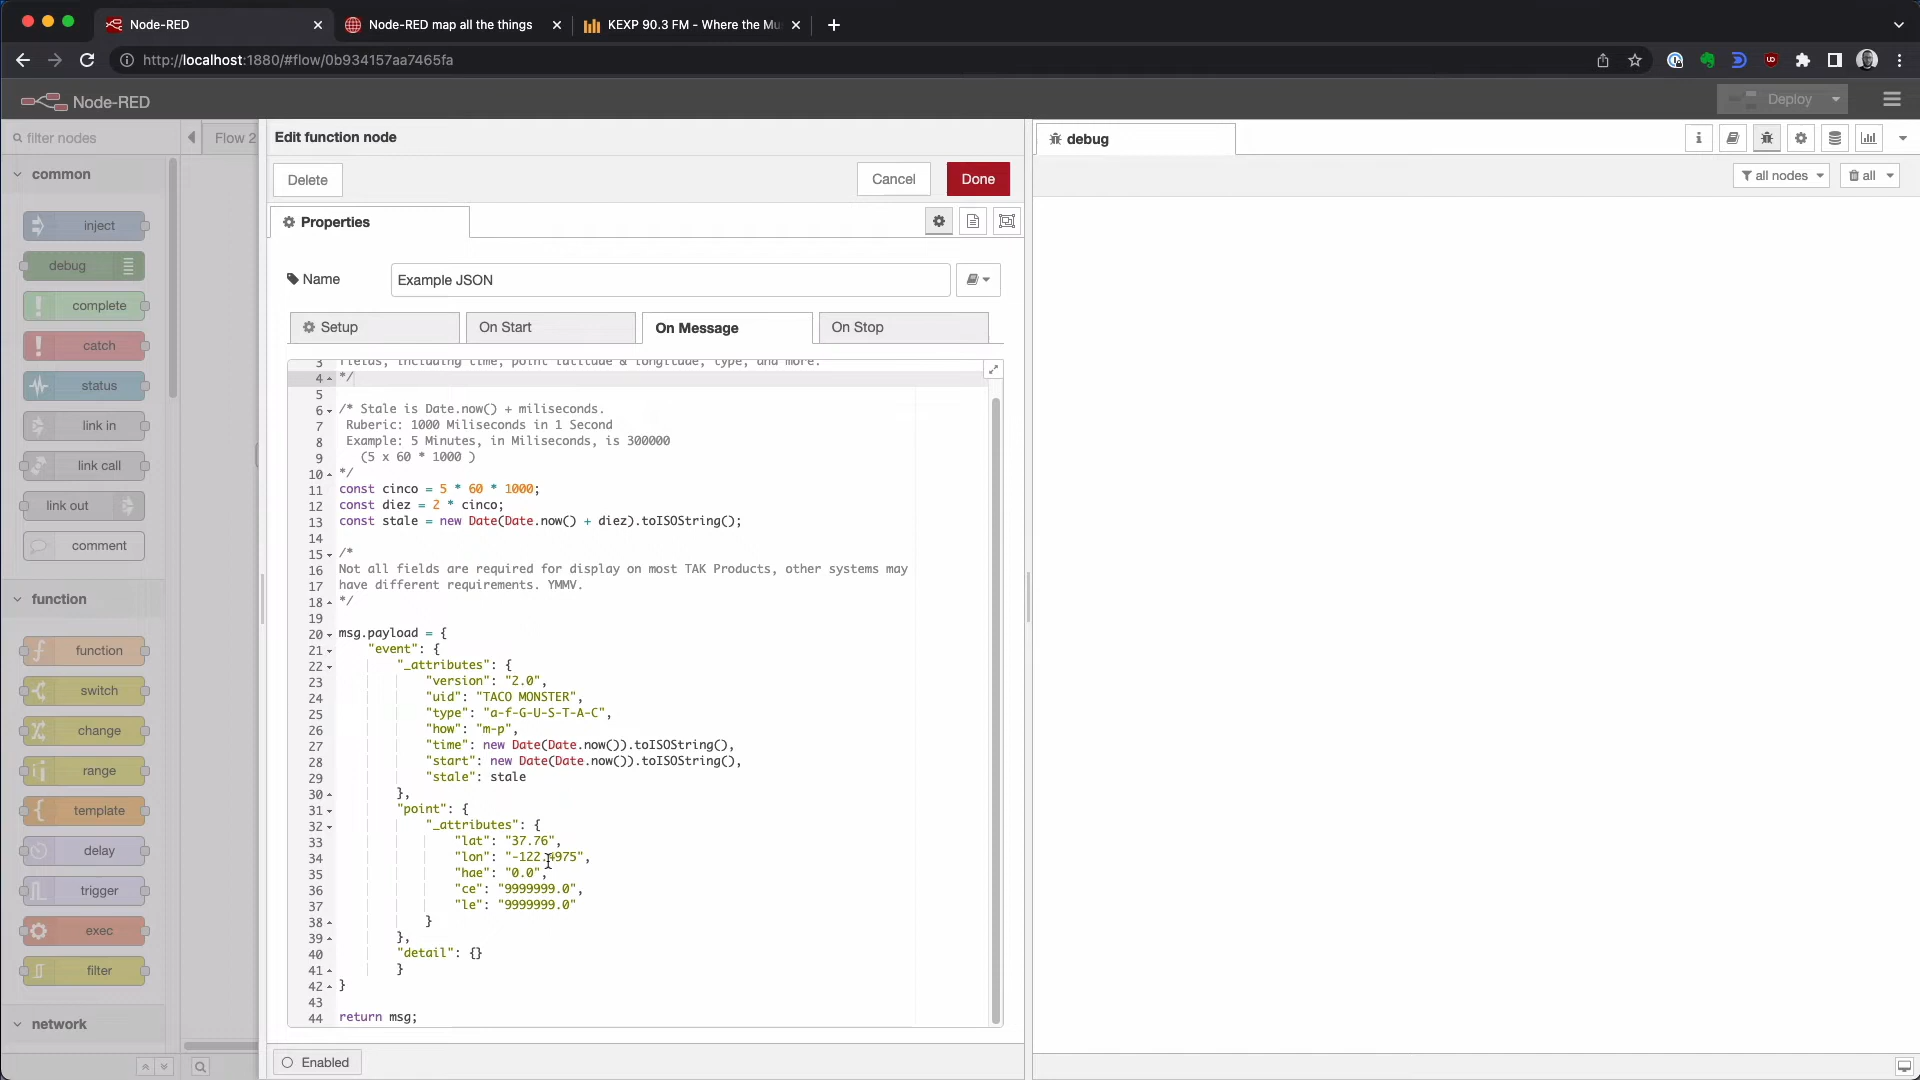 Node-RED
Node-RED map all the things
KEXP 90.3 FM - Where the Mu
http://localhost:1880/#flow/0b934157aa7465fa
Node-RED
Deploy
filter nodes
Flow 2
Edit function node
debug
common
Delete
Cancel
Done
all nodes
all
inject
debug
complete
catch
status
link in
link call
link out
comment
function
function
switch
change
range
template
delay
trigger
exec
filter
network
Properties
Name
Example JSON
Setup
On Start
On Message
On Stop
3 fields, including time, point latitude & longitude, type, and more.
4 */
5
6 /* Stale is Date.now() + miliseconds.
7 Ruberic: 1000 Miliseconds in 1 Second
8 Example: 5 Minutes, in Miliseconds, is 300000
9 (5 x 60 * 1000 )
10 */
11 const cinco = 5 * 60 * 1000;
12 const diez = 2 * cinco;
13 const stale = new Date(Date.now() + diez).toISOString();
14
15 /*
16 Not all fields are required for display on most TAK Products, other systems may
17 have different requirements. YMMV.
18 */
19
20 msg.payload = {
21 "event": {
22 "_attributes": {
23 "version": "2.0",
24 "uid": "TACO MONSTER",
25 "type": "a-f-G-U-S-T-A-C",
26 "how": "m-p",
27 "time": new Date(Date.now()).toISOString(),
28 "start": new Date(Date.now()).toISOString(),
29 "stale": stale
30 },
31 "point": {
32 "_attributes": {
33 "lat": "37.76",
34 "lon": "-122.4975",
35 "hae": "0.0",
36 "ce": "9999999.0",
37 "le": "9999999.0"
38 }
39 },
40 "detail": {}
41 }
42 }
43
44 return msg;
Enabled